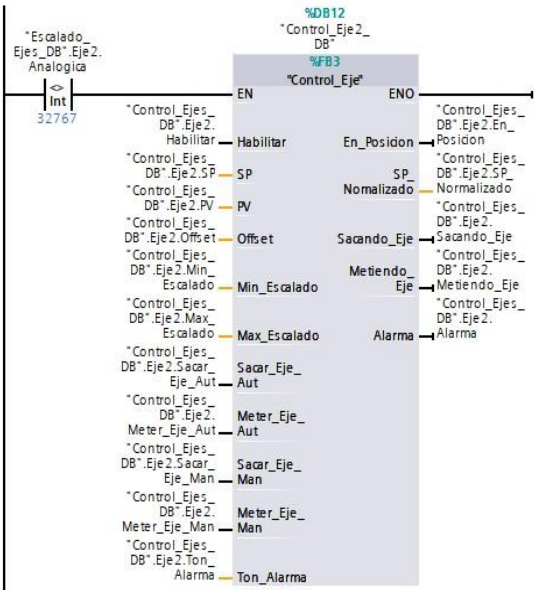 %DB12
"Control_Eje2_
DB"
"Escalado_
Ejes_DB".Eje2.
Analogica
<>
Int
32767
%FB3
"Control_Eje"
EN
ENO
"Control_Ejes_
DB".Eje2.
Habilitar
Habilitar
En_Posicion
"Control_Ejes_
DB".Eje2.En_
Posicion
"Control_Ejes_
DB".Eje2.SP
SP
SP_
Normalizado
"Control_Ejes_
DB".Eje2.SP_
Normalizado
"Control_Ejes_
DB".Eje2.PV
PV
"Control_Ejes_
DB".Eje2.Offset
Offset
Sacando_Eje
"Control_Ejes_
DB".Eje2.
Sacando_Eje
"Control_Ejes_
DB".Eje2.Min_
Escalado
Min_Escalado
Metiendo_
Eje
"Control_Ejes_
DB".Eje2.
Metiendo_Eje
"Control_Ejes_
DB".Eje2.Max_
Escalado
Max_Escalado
Alarma
"Control_Ejes_
DB".Eje2.
Alarma
"Control_Ejes_
DB".Eje2.Sacar_
Eje_Aut
Sacar_Eje_
Aut
"Control_Ejes_
DB".Eje2.
Meter_Eje_Aut
Meter_Eje_
Aut
"Control_Ejes_
DB".Eje2.Sacar_
Eje_Man
Sacar_Eje_
Man
"Control_Ejes_
DB".Eje2.
Meter_Eje_Man
Meter_Eje_
Man
"Control_Ejes_
DB".Eje2.Ton_
Alarma
Ton_Alarma